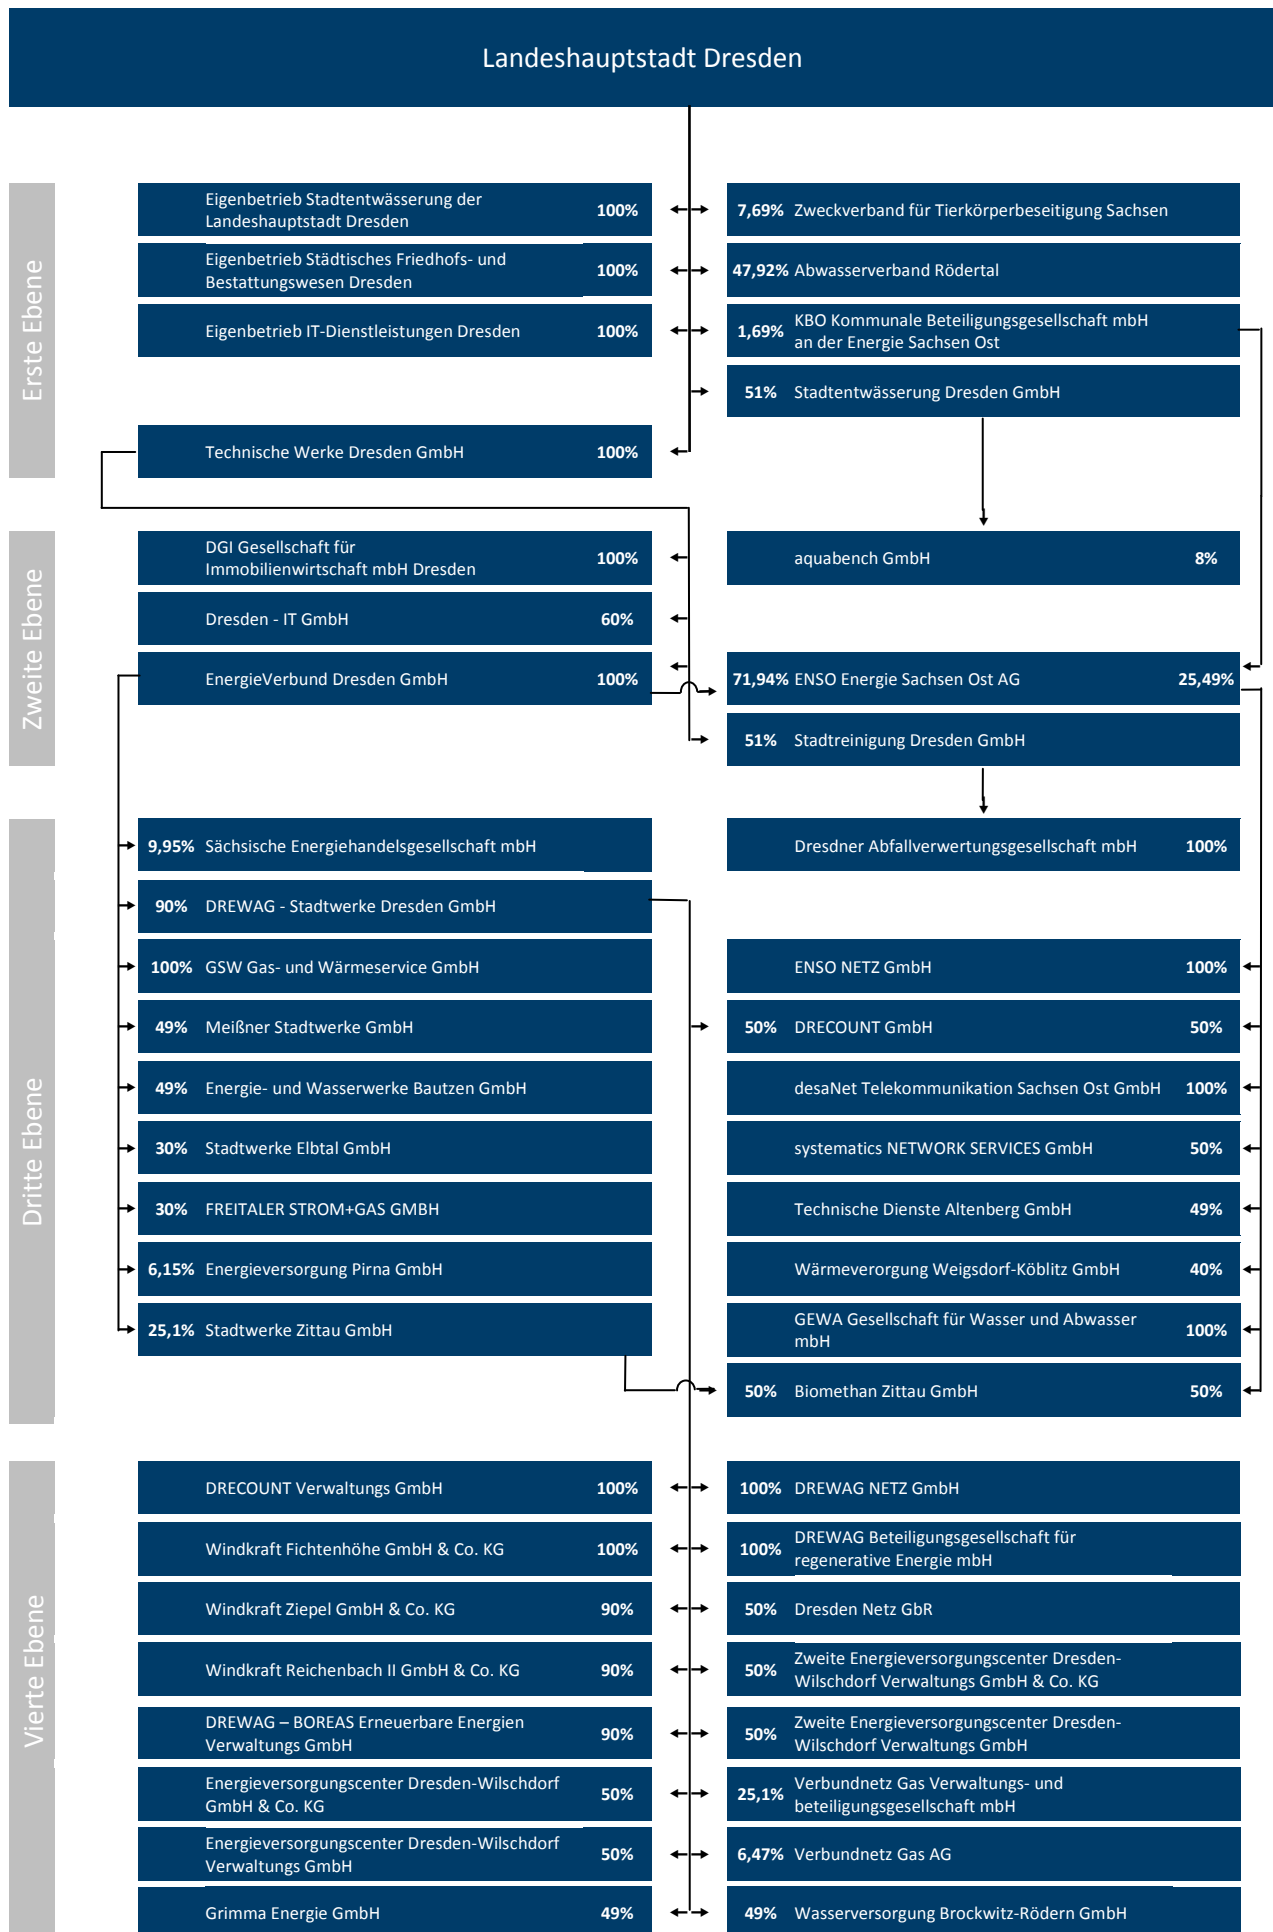 Landeshauptstadt Dresden
Erste Ebene
Eigenbetrieb Stadtentwässerung der
Landeshauptstadt Dresden
100%
7,69% Zweckverband für Tierkörperbeseitigung Sachsen
Eigenbetrieb Städtisches Friedhofs- und
Bestattungswesen Dresden
100%
47,92% Abwasserverband Rödertal
Eigenbetrieb IT-Dienstleistungen Dresden 100%
1,69%
KBO Kommunale Beteiligungsgesellschaft mbH
an der Energie Sachsen Ost
51% Stadtentwässerung Dresden GmbH
Technische Werke Dresden GmbH 100%
Zweite Ebene
DGI Gesellschaft für
Immobilienwirtschaft mbH Dresden
100%
aquabench GmbH 8%
Dresden - IT GmbH 60%
EnergieVerbund Dresden GmbH 100%
71,94% ENSO Energie Sachsen Ost AG 25,49%
51% Stadtreinigung Dresden GmbH
Dritte Ebene
9,95% Sächsische Energiehandelsgesellschaft mbH
Dresdner Abfallverwertungsgesellschaft mbH 100%
90% DREWAG - Stadtwerke Dresden GmbH
100% GSW Gas- und Wärmeservice GmbH
ENSO NETZ GmbH 100%
49% Meißner Stadtwerke GmbH
50% DRECOUNT GmbH 50%
49% Energie- und Wasserwerke Bautzen GmbH
desaNet Telekommunikation Sachsen Ost GmbH 100%
30% Stadtwerke Elbtal GmbH
systematics NETWORK SERVICES GmbH 50%
30% FREITALER STROM+GAS GMBH
Technische Dienste Altenberg GmbH 49%
6,15% Energieversorgung Pirna GmbH
Wärmeverorgung Weigsdorf-Köblitz GmbH 40%
25,1% Stadtwerke Zittau GmbH
GEWA Gesellschaft für Wasser und Abwasser
mbH
100%
50% Biomethan Zittau GmbH 50%
Vierte Ebene
DRECOUNT Verwaltungs GmbH 100%
100% DREWAG NETZ GmbH
Windkraft Fichtenhöhe GmbH & Co. KG 100%
100%
DREWAG Beteiligungsgesellschaft für
regenerative Energie mbH
Windkraft Ziepel GmbH & Co. KG 90%
50% Dresden Netz GbR
Windkraft Reichenbach II GmbH & Co. KG 90%
50%
Zweite Energieversorgungscenter Dresden-
Wilschdorf Verwaltungs GmbH & Co. KG
DREWAG – BOREAS Erneuerbare Energien
Verwaltungs GmbH
90%
50%
Zweite Energieversorgungscenter Dresden-
Wilschdorf Verwaltungs GmbH
Energieversorgungscenter Dresden-Wilschdorf
GmbH & Co. KG
50%
25,1%
Verbundnetz Gas Verwaltungs- und
beteiligungsgesellschaft mbH
Energieversorgungscenter Dresden-Wilschdorf
Verwaltungs GmbH
50%
6,47% Verbundnetz Gas AG
Grimma Energie GmbH 49%
49% Wasserversorgung Brockwitz-Rödern GmbH